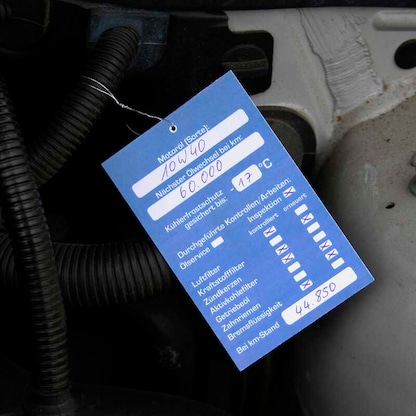 Motoröl (Sorte):
10W40
Nächster Ölwechsel bei km:
60.000
Kühlerfrostschutz
gesichert bis: -17 °C
Durchgeführte Kontrollen/Arbeiten:
Ölservice Inspektion
kontrolliert erneuert
Luftfilter
Kraftstoffilter
Zündkerzen
Aktivkohlefilter
Getriebeöl
Zahnriemen
Bremsflüssigkeit
Bei km-Stand 44.850